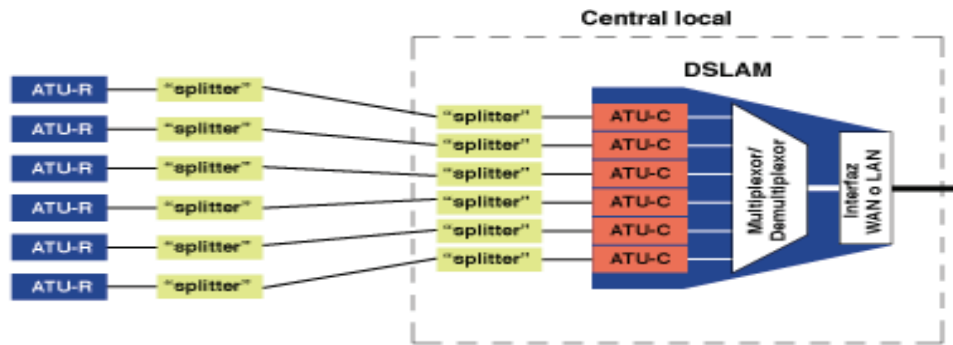 Central local
DSLAM
ATU-R "splitter"
ATU-R "splitter"
ATU-R "splitter"
ATU-R "splitter"
ATU-R "splitter"
ATU-R "splitter"
"splitter" ATU-C
"splitter" ATU-C
"splitter" ATU-C
"splitter" ATU-C
"splitter" ATU-C
"splitter" ATU-C
Multiplexor/
Demultiplexor
Interfaz
WAN o LAN